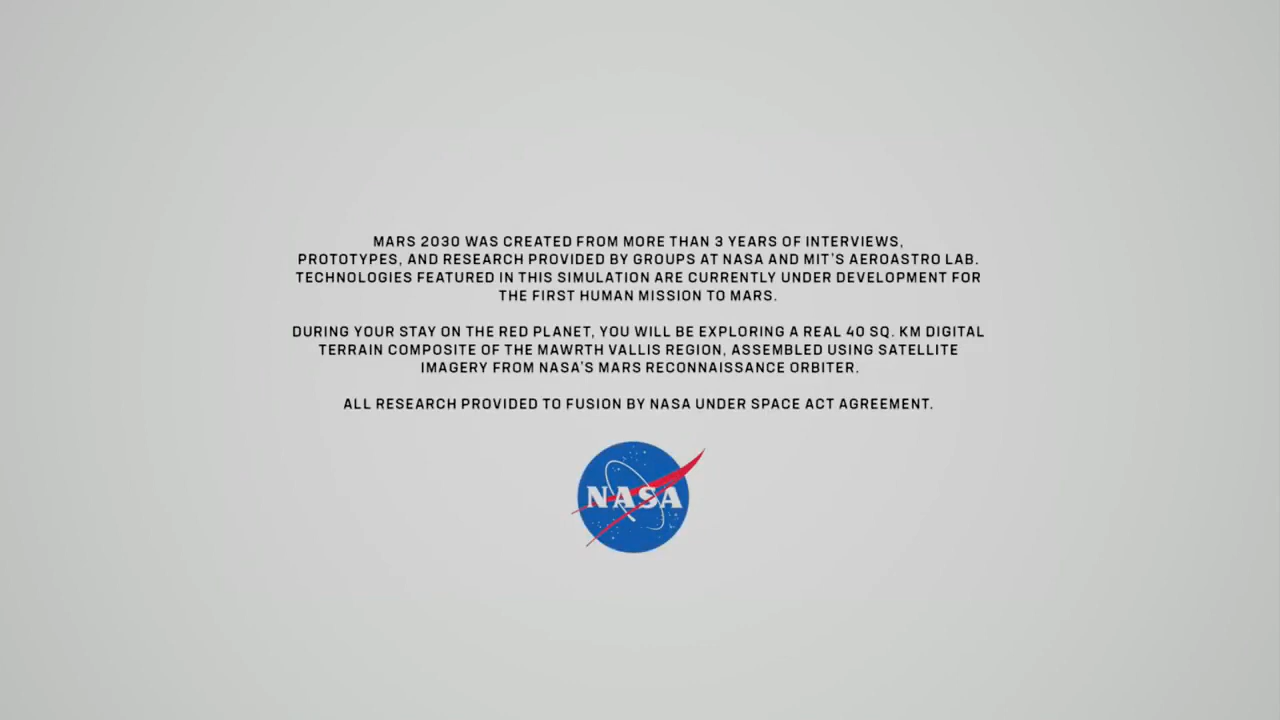 MARS 2030 WAS CREATED FROM MORE THAN 3 YEARS OF INTERVIEWS,
PROTOTYPES, AND RESEARCH PROVIDED BY GROUPS AT NASA AND MIT'S AEROASTRO LAB.
TECHNOLOGIES FEATURED IN THIS SIMULATION ARE CURRENTLY UNDER DEVELOPMENT FOR
THE FIRST HUMAN MISSION TO MARS.
DURING YOUR STAY ON THE RED PLANET, YOU WILL BE EXPLORING A REAL 40 SQ. KM DIGITAL
TERRAIN COMPOSITE OF THE MAWRTH VALLIS REGION, ASSEMBLED USING SATELLITE
IMAGERY FROM NASA'S MARS RECONNAISSANCE ORBITER.
ALL RESEARCH PROVIDED TO FUSION BY NASA UNDER SPACE ACT AGREEMENT.
NASA